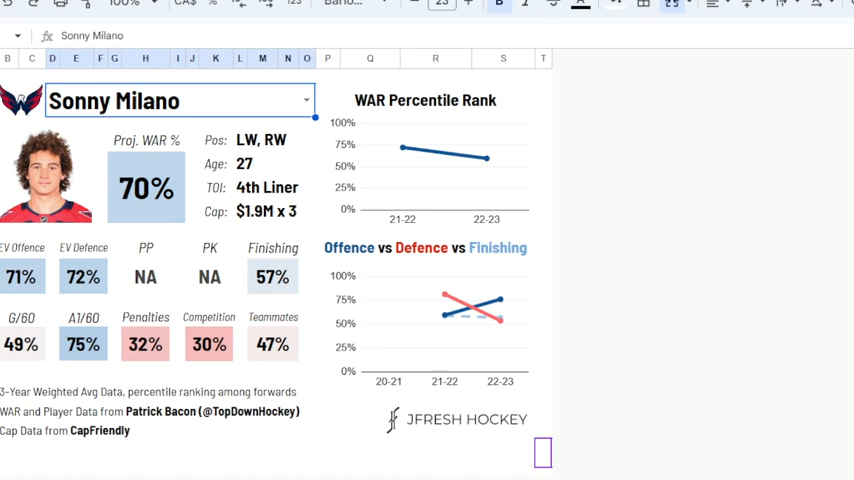 100%
CA$
%
123
Barlo...
23
B
fx Sonny Milano
B C D E F G H I J K L M N O P Q R S T
Sonny Milano
Proj. WAR %
70%
Pos: LW, RW
Age: 27
TOI: 4th Liner
Cap: $1.9M x 3
EV Offence EV Defence PP PK Finishing
71% 72% NA NA 57%
G/60 A1/60 Penalties Competition Teammates
49% 75% 32% 30% 47%
3-Year Weighted Avg Data, percentile ranking among forwards
WAR and Player Data from Patrick Bacon (@TopDownHockey)
Cap Data from CapFriendly
WAR Percentile Rank
100%
75%
50%
25%
0%
21-22 22-23
Offence vs Defence vs Finishing
100%
75%
50%
25%
0%
20-21 21-22 22-23
JFRESH HOCKEY